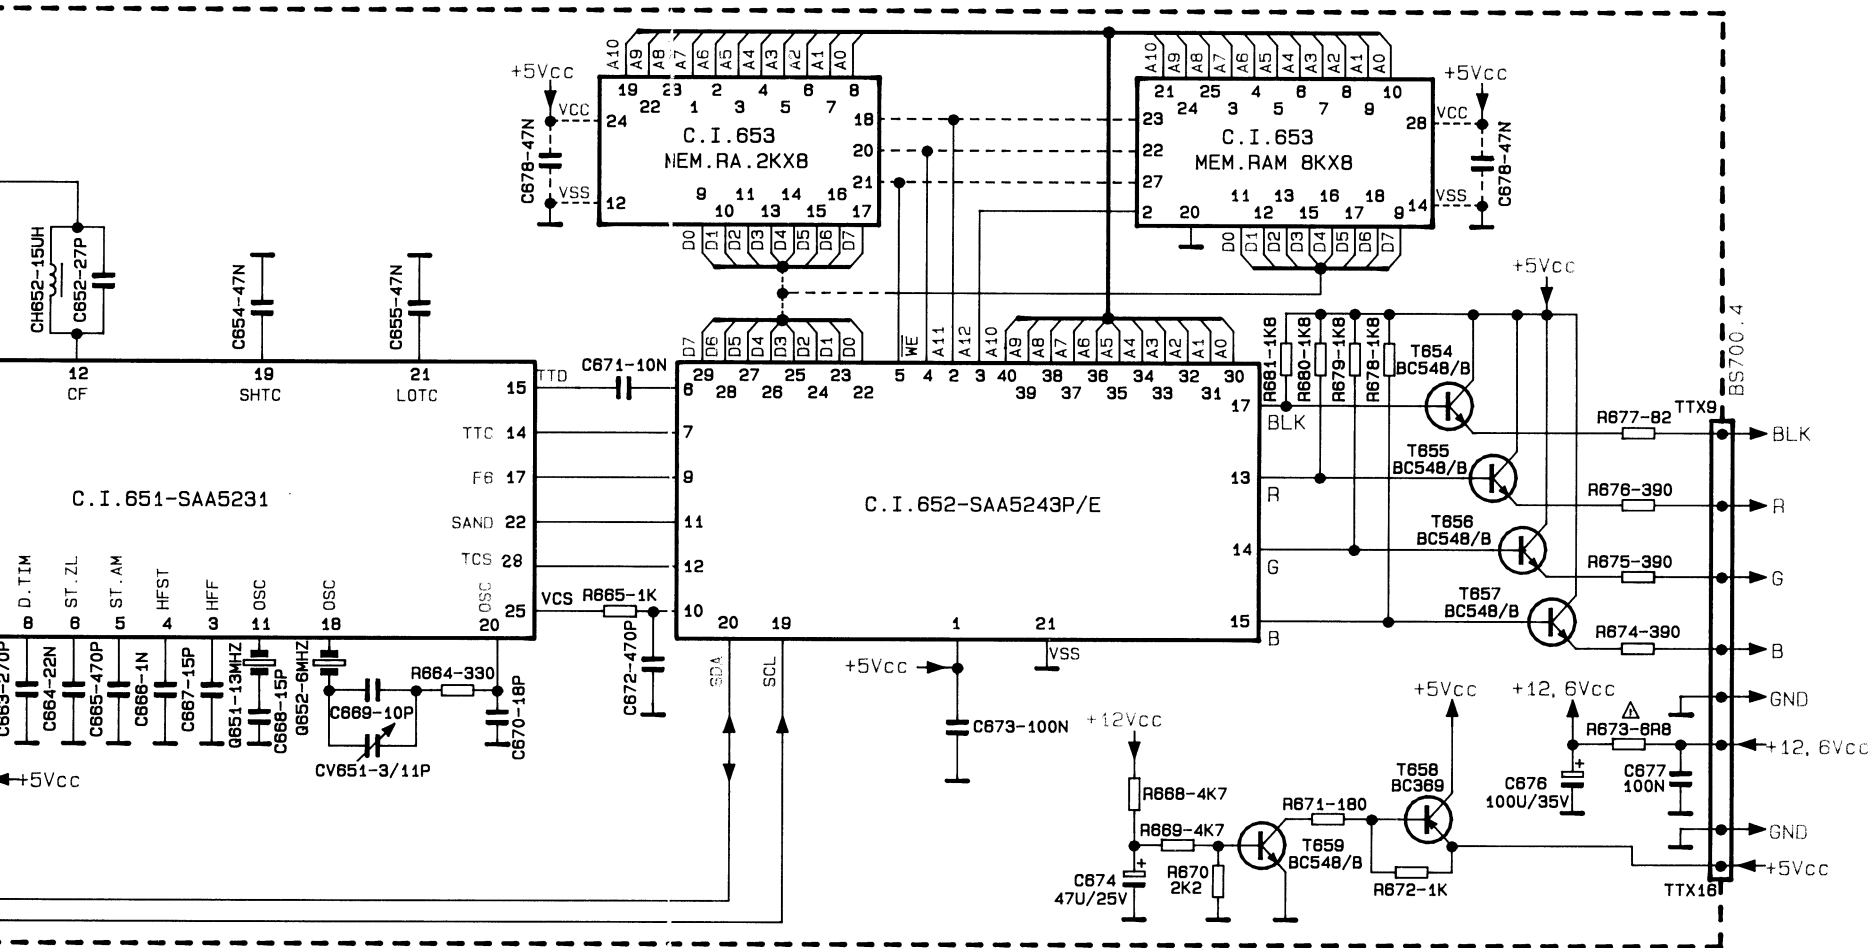 A10 A9 A8 A7 A6 A5 A4 A3 A2 A1 A0
+5Vcc
VCC
VSS
C678-47N
19 22 23 1 2 3 4 5 6 7 8
24
12
C.I.653
MEM.RA.2KX8
18
20
21
9 10 11 13 14 15 16 17
D0 D1 D2 D3 D4 D5 D6 D7
A10 A9 A8 A7 A6 A5 A4 A3 A2 A1 A0
21 24 25 3 4 5 6 7 8 9 10
C.I.653
MEM.RAM 8KX8
23
22
27
2
20
11 12 13 15 16 17 18 9
28
14
D0 D1 D2 D3 D4 D5 D6 D7
+5Vcc
VCC
VSS
C678-47N
CH652-15UH
C652-27P
C654-47N
C655-47N
12
CF
19
SHTC
21
LOTC
15 TTD
TTC 14
F6 17
SAND 22
TCS 28
25 VCS
OSC
20
C.I.651-SAA5231
D.TIM
ST.ZL
ST.AM
HFST
HFF
OSC
OSC
8 6 5 4 3 11 18
C663-270P
C664-22N
C665-470P
C666-1N
C667-15P
Q651-13MHZ
C668-15P
Q652-6MHZ
C669-10P
CV651-3/11P
R664-330
C670-18P
+5Vcc
C671-10N
R665-1K
C672-470P
D7 D6 D5 D4 D3 D2 D1 D0
29 28 27 26 25 24 23 22
WE A11 A12 A10 A9 A8 A7 A6 A5 A4 A3 A2 A1 A0
5 4 2 3 40 39 38 37 36 35 34 33 32 31 30
6
7
9
11
12
10
C.I.652-SAA5243P/E
20
19
1
21
VSS
SDA
SCL
+5Vcc
C673-100N
17
BLK
13
R
14
G
15
B
R681-1K8
R680-1K8
R679-1K8
R678-1K8
+5Vcc
T654
BC548/B
T655
BC548/B
T656
BC548/B
T657
BC548/B
BS700.4
TTX9
R677-82
BLK
R676-390
R
R675-390
G
R674-390
B
GND
+12,6Vcc
R673-6R8
+12,6Vcc
C676
100U/35V
C677
100N
GND
+5Vcc
TTX16
+12Vcc
R668-4K7
R669-4K7
C674
47U/25V
R670
2K2
T659
BC548/B
R671-180
T658
BC369
+5Vcc
R672-1K